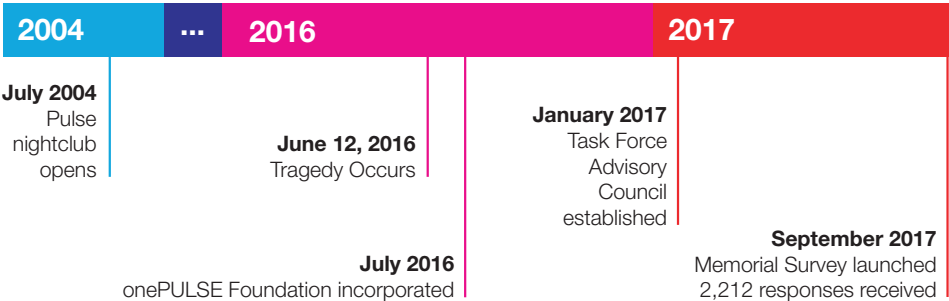 2004
...
2016
2017
July 2004
Pulse
nightclub
opens
June 12, 2016
Tragedy Occurs
July 2016
onePULSE Foundation incorporated
January 2017
Task Force
Advisory
Council
established
September 2017
Memorial Survey launched
2,212 responses received